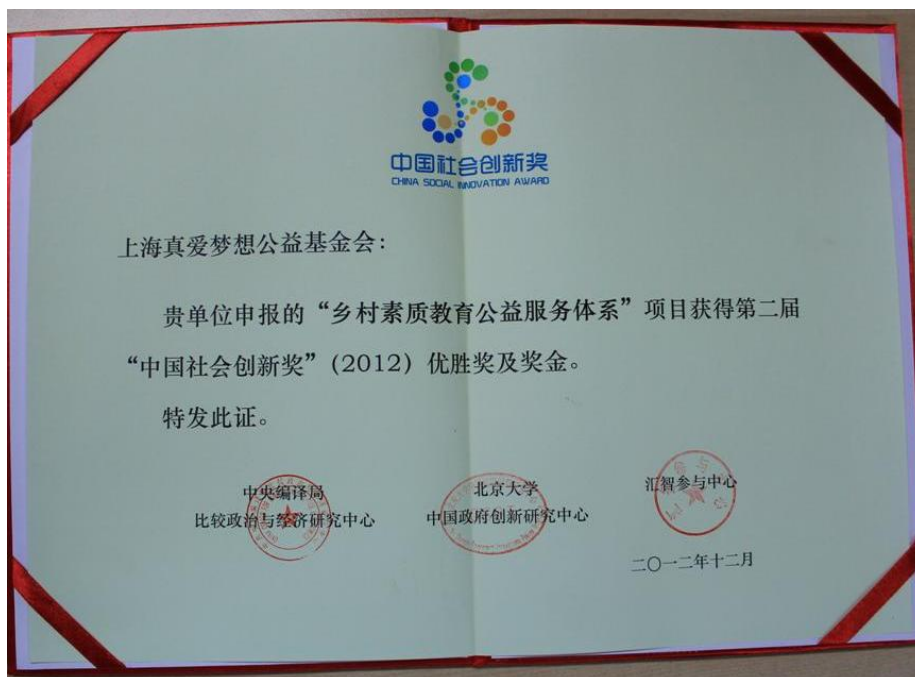 中国社会创新奖
CHINA SOCIAL INNOVATION AWARD
上海真爱梦想公益基金会:
贵单位申报的“乡村素质教育公益服务体系”项目获得第二届
“中国社会创新�”(2012)优胜奖及奖金。
特发此证。
中央编译局
比较政治与经济研究中心
北京大学
中国政府创新研究中心
汇智参与中心
二〇一二年十二月